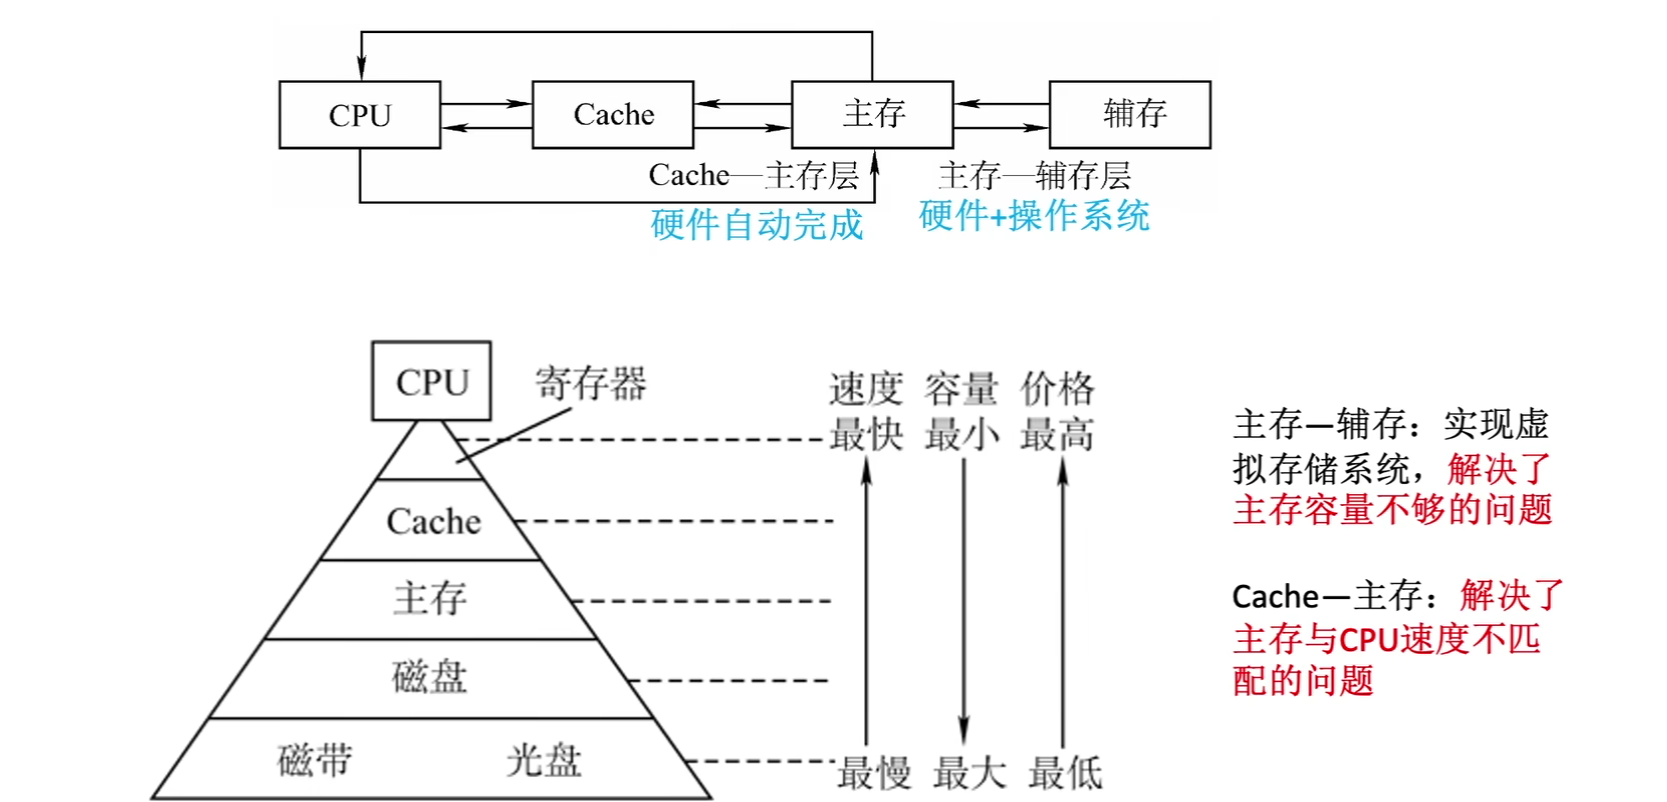 CPU
Cache
主存
辅存
Cache—主存层
主存—辅存层
硬件自动完成
硬件+操作系统
CPU
寄存器
速度 容量 价格
最快 最小 最高
Cache
主存
磁盘
磁带 光盘
最慢 最大 最低
主存—辅存：实现虚
拟存储系统，解决了
主存容量不够的问题
Cache—主存：解决了
主存与CPU速度不匹
配的问题